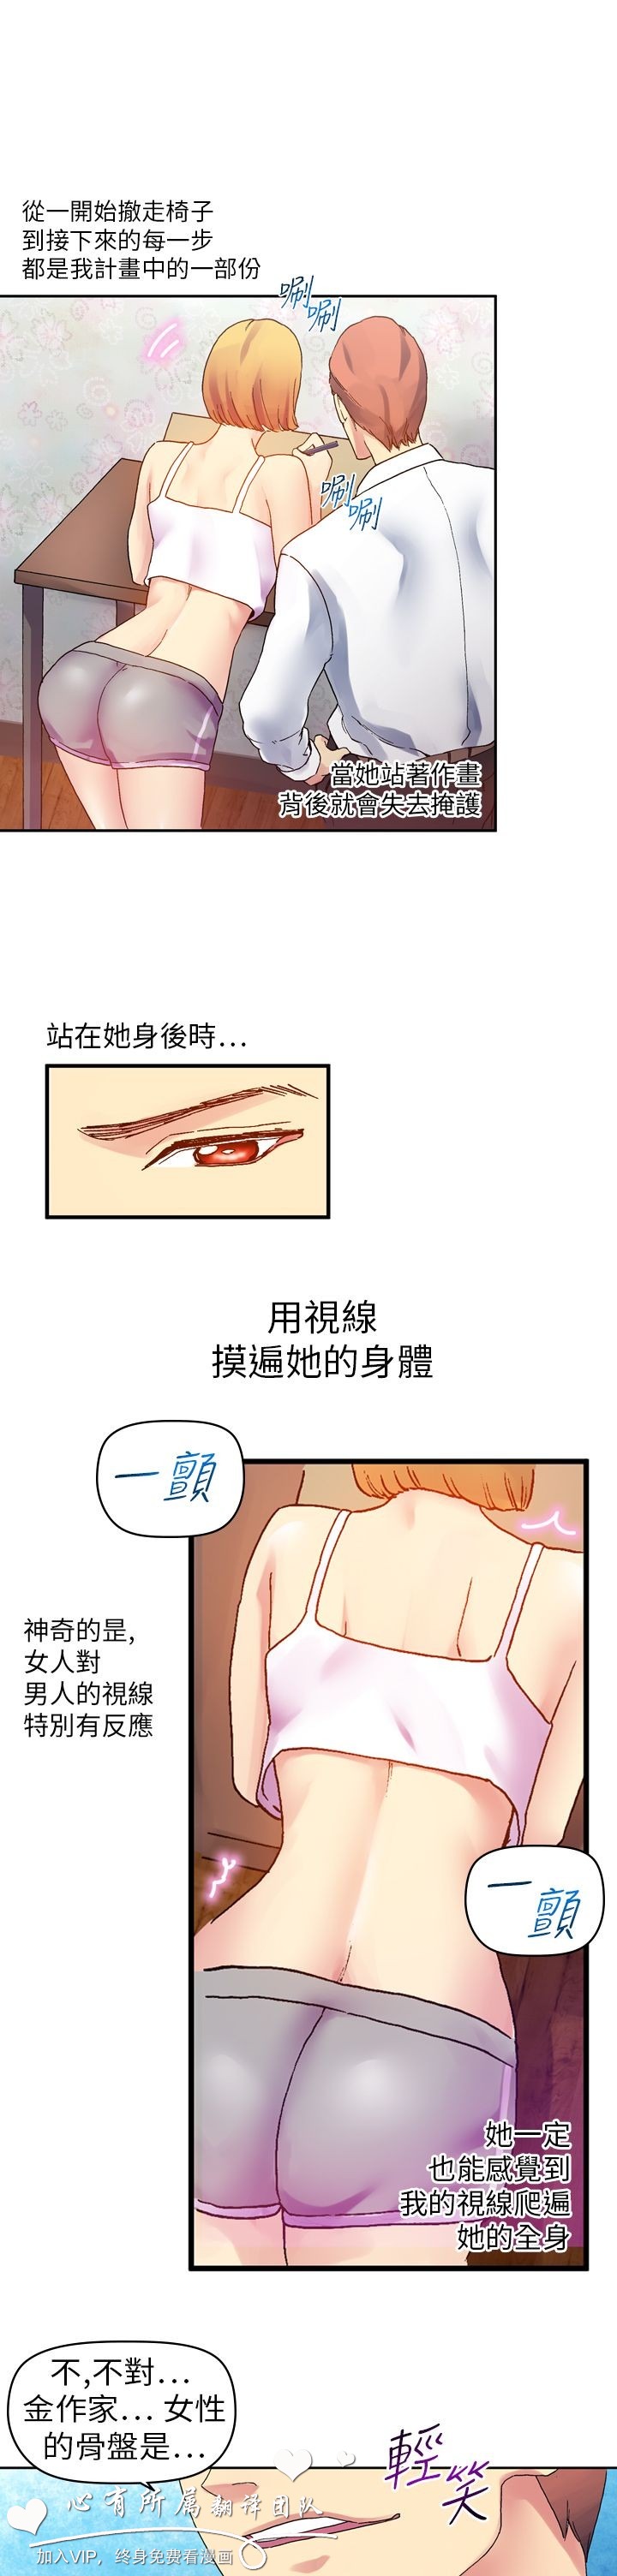 從一開始撤走椅子
到接下來的每一步
都是我計畫中的一部份
唰
唰
唰
唰
當她站著作畫
背後就會失去掩護
站在她身後時...
用視線
摸遍她的身體
一顫
神奇的是,
女人對
男人的視線
特別有反應
一顫
她一定
也能感覺到
我的視線爬遍
她的全身
不,不對...
金作家... 女性
的骨盤是...
輕笑
心有所属翻译团队
加入VIP，终身免费看漫画